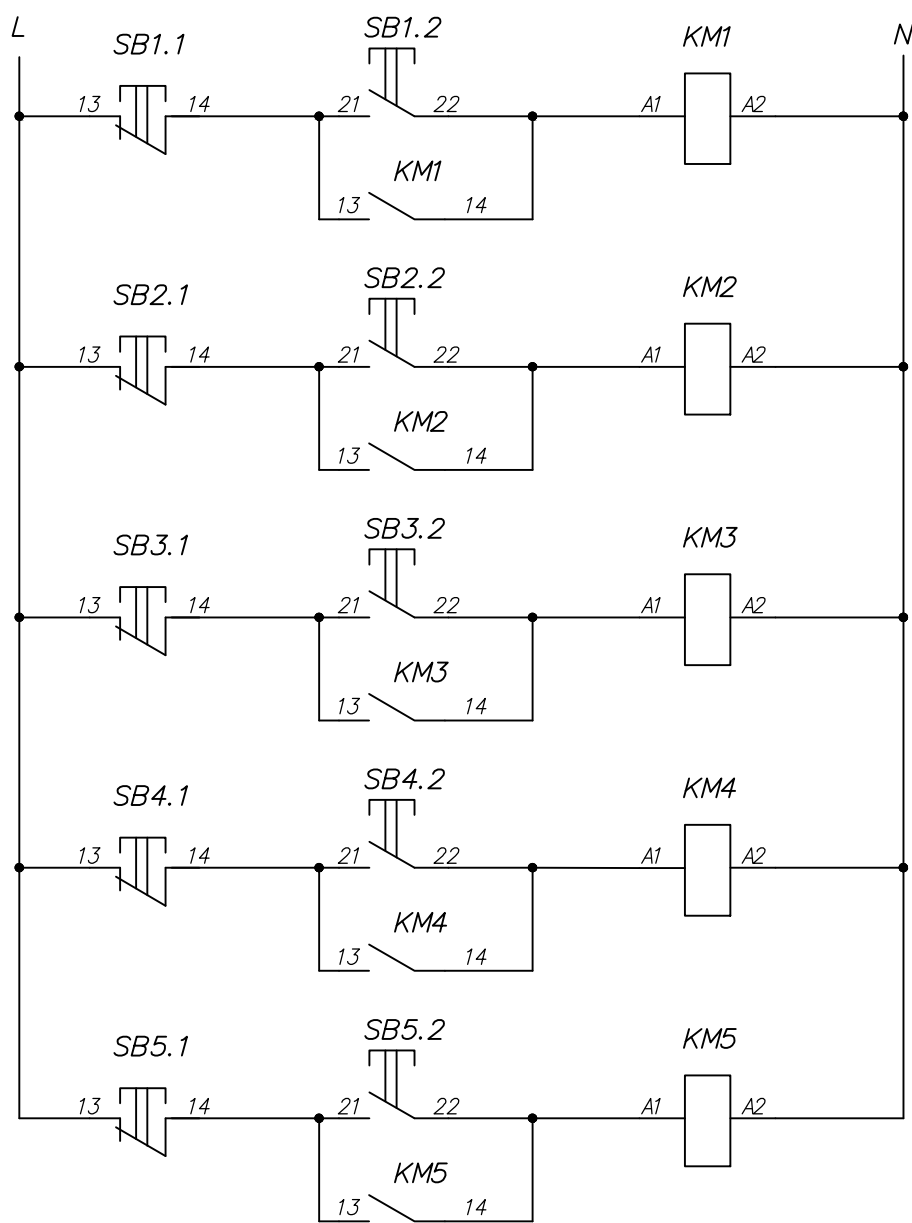 L N
SB1.1 SB1.2 KM1
13 14 21 22 A1 A2
KM1
13 14
SB2.1 SB2.2 KM2
13 14 21 22 A1 A2
KM2
13 14
SB3.1 SB3.2 KM3
13 14 21 22 A1 A2
KM3
13 14
SB4.1 SB4.2 KM4
13 14 21 22 A1 A2
KM4
13 14
SB5.1 SB5.2 KM5
13 14 21 22 A1 A2
KM5
13 14